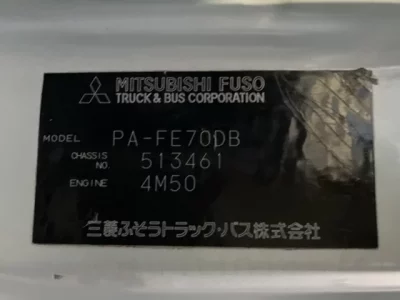 MITSUBISHI FUSO
TRUCK & BUS CORPORATION
MODEL PA-FE70DB
CHASSIS NO. 513461
ENGINE 4M50
三菱ふそうトラック・バス株式会社